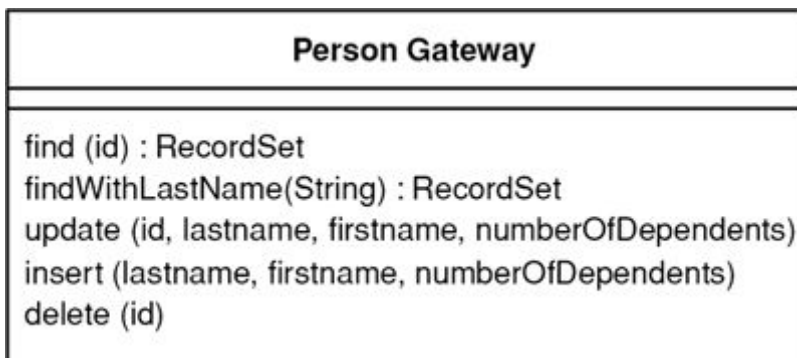 Person Gateway
find (id) : RecordSet
findWithLastName(String) : RecordSet
update (id, lastname, firstname, numberOfDependents)
insert (lastname, firstname, numberOfDependents)
delete (id)